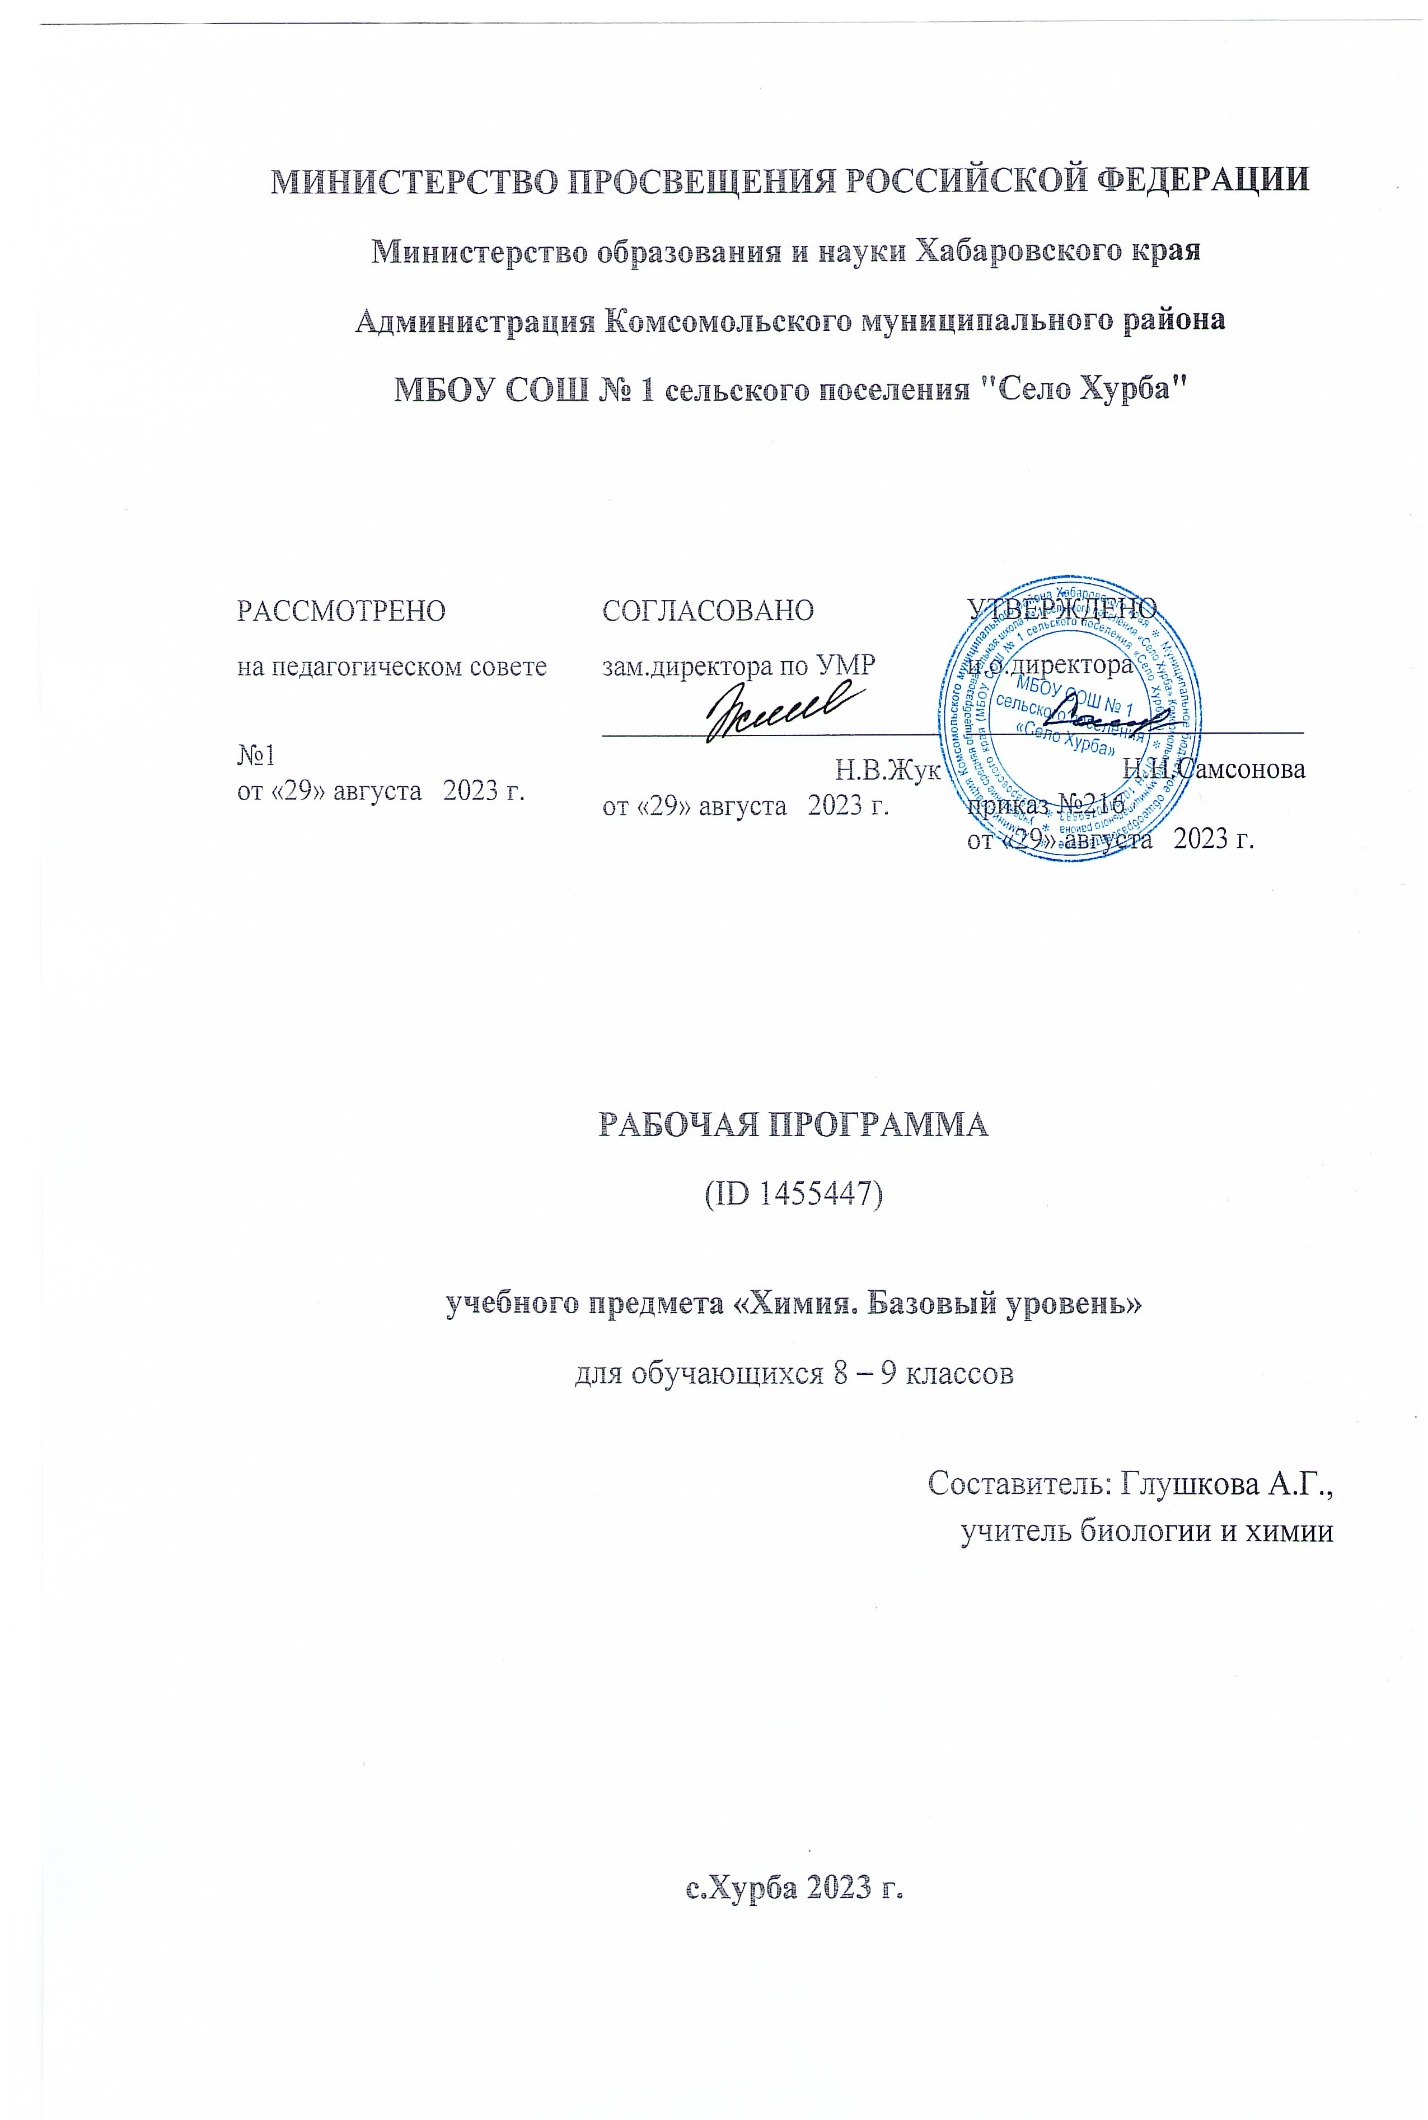 МИНИСТЕРСТВО ПРОСВЕЩЕНИЯ РОССИЙСКОЙ ФЕДЕРАЦИИ
Министерство образования и науки Хабаровского края
Администрация Комсомольского муниципального района
МБОУ СОШ № 1 сельского поселения "Село Хурба"
РАССМОТРЕНО
на педагогическом совете
№1
от «29» августа 2023 г.
СОГЛАСОВАНО
зам.директора по УМР
Н.В.Жук
от «29» августа 2023 г.
УТВЕРЖДЕНО
и.о.директора
Н.Н.Самсонова
приказ №216
от «29» августа 2023 г.
МБОУ СОШ № 1
сельского поселения
«Село Хурба»
РАБОЧАЯ ПРОГРАММА
(ID 1455447)
учебного предмета «Химия. Базовый уровень»
для обучающихся 8 – 9 классов
Составитель: Глушкова А.Г.,
учитель биологии и химии
с.Хурба 2023 г.